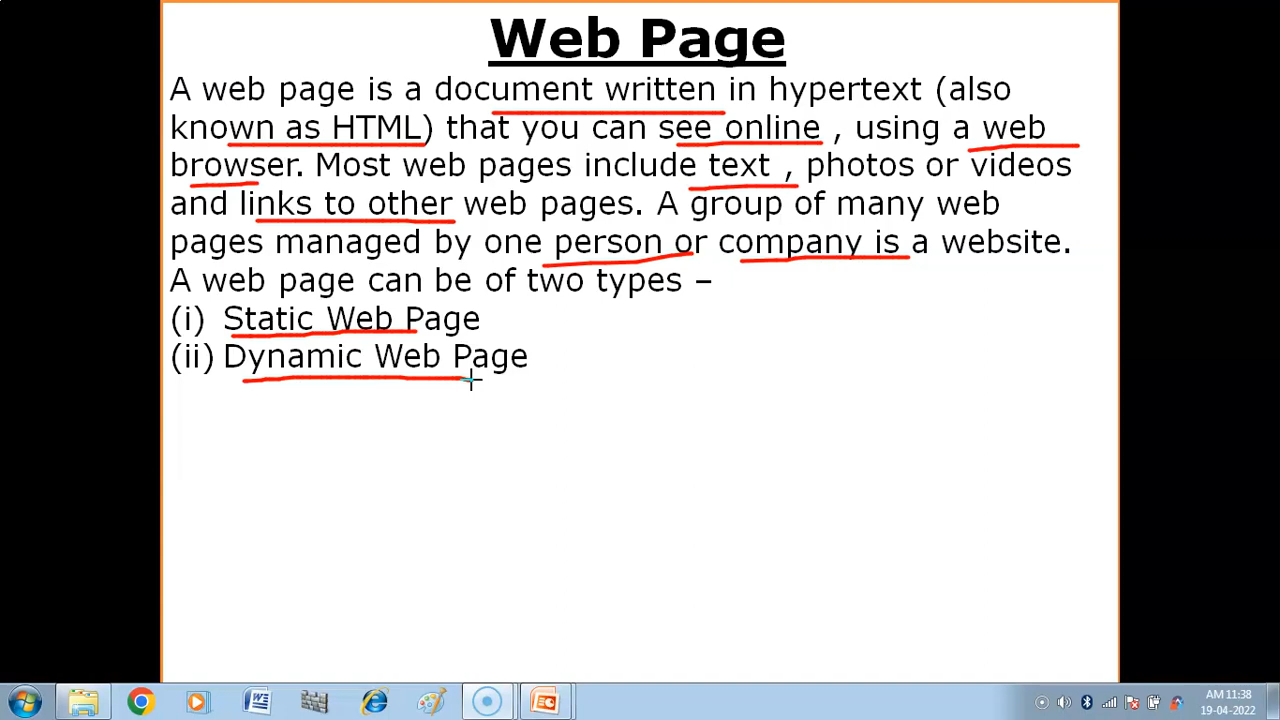 Web Page
A web page is a document written in hypertext (also
known as HTML) that you can see online , using a web
browser. Most web pages include text , photos or videos
and links to other web pages. A group of many web
pages managed by one person or company is a website.
A web page can be of two types –
(i) Static Web Page
(ii) Dynamic Web Page
AM 11:38
19-04-2022